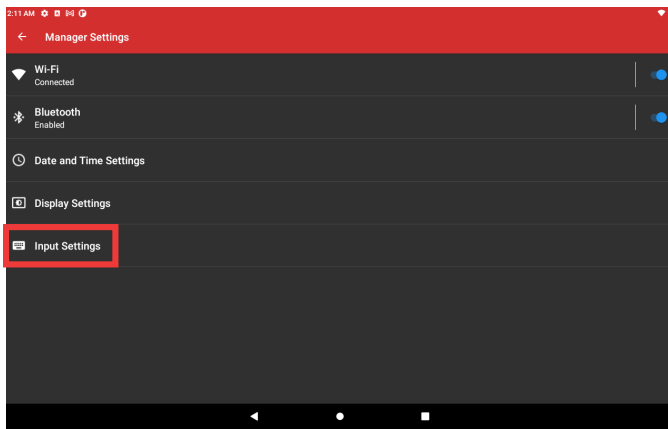 2:11 AM
Manager Settings
Wi-Fi
Connected
Bluetooth
Enabled
Date and Time Settings
Display Settings
Input Settings